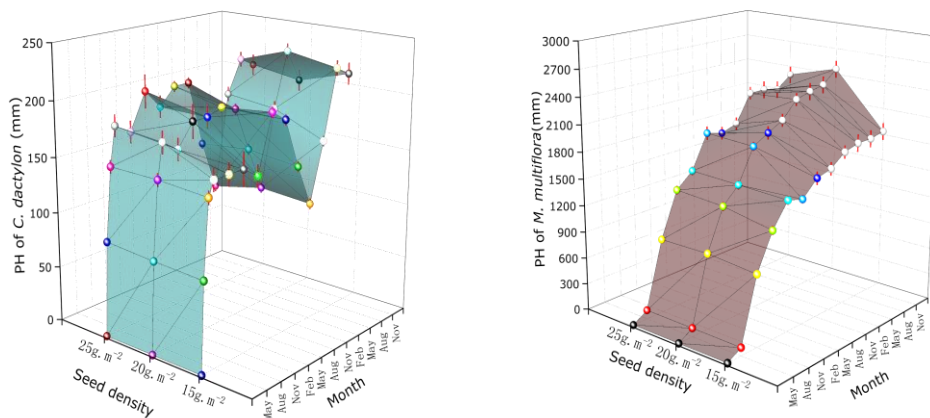 250
200
150
100
50
0
PH of C. dactylon (mm)
25g. m-2
20g. m-2
15g. m-2
Seed density
May
Aug
Nov
Feb
May
Aug
Nov
Feb
May
Aug
Nov
Month
3000
2700
2400
2100
1800
1500
1200
900
600
300
0
PH of M. multiflora(mm)
25g. m-2
20g. m-2
15g. m-2
Seed density
May
Aug
Nov
Feb
May
Aug
Nov
Feb
May
Aug
Nov
Month